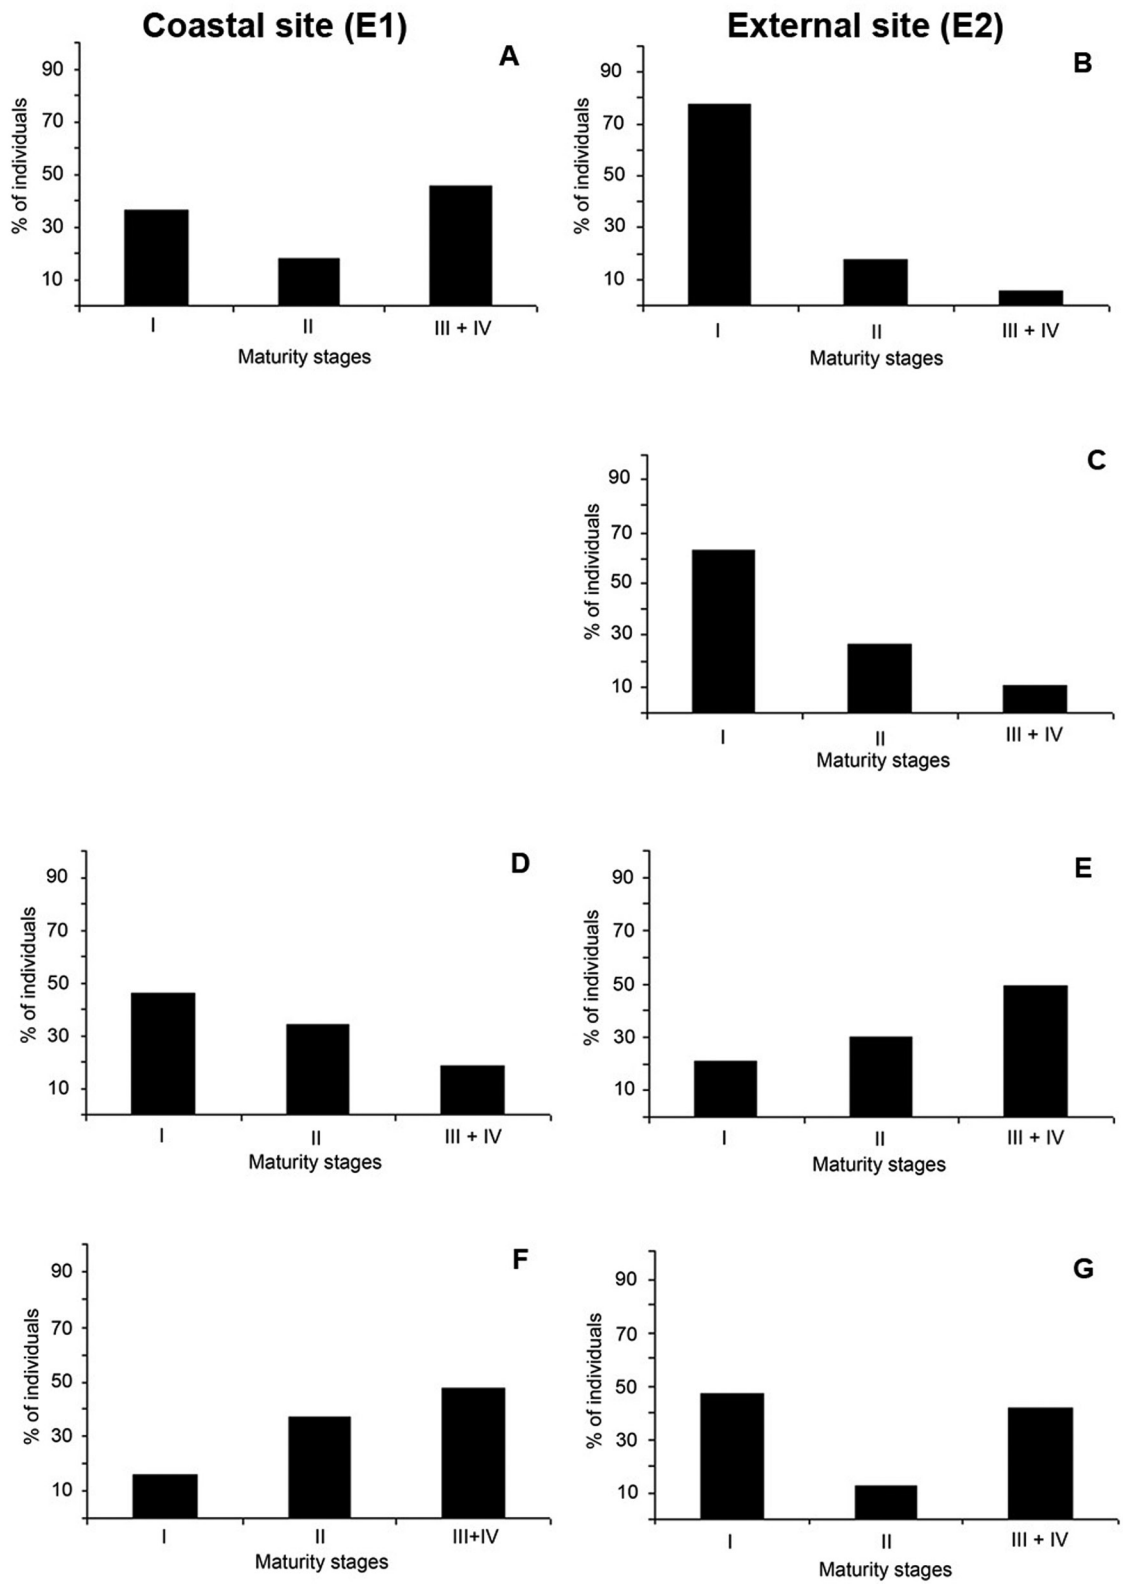 Coastal site (E1)
External site (E2)
A
90
70
50
30
10
% of individuals
I
II
III + IV
Maturity stages
B
90
70
50
30
10
% of individuals
I
II
III + IV
Maturity stages
C
90
70
50
30
10
% of individuals
I
II
III + IV
Maturity stages
D
90
70
50
30
10
% of individuals
I
II
III + IV
Maturity stages
E
90
70
50
30
10
% of individuals
I
II
III + IV
Maturity stages
F
90
70
50
30
10
% of individuals
I
II
III+IV
Maturity stages
G
90
70
50
30
10
% of individuals
I
II
III + IV
Maturity stages